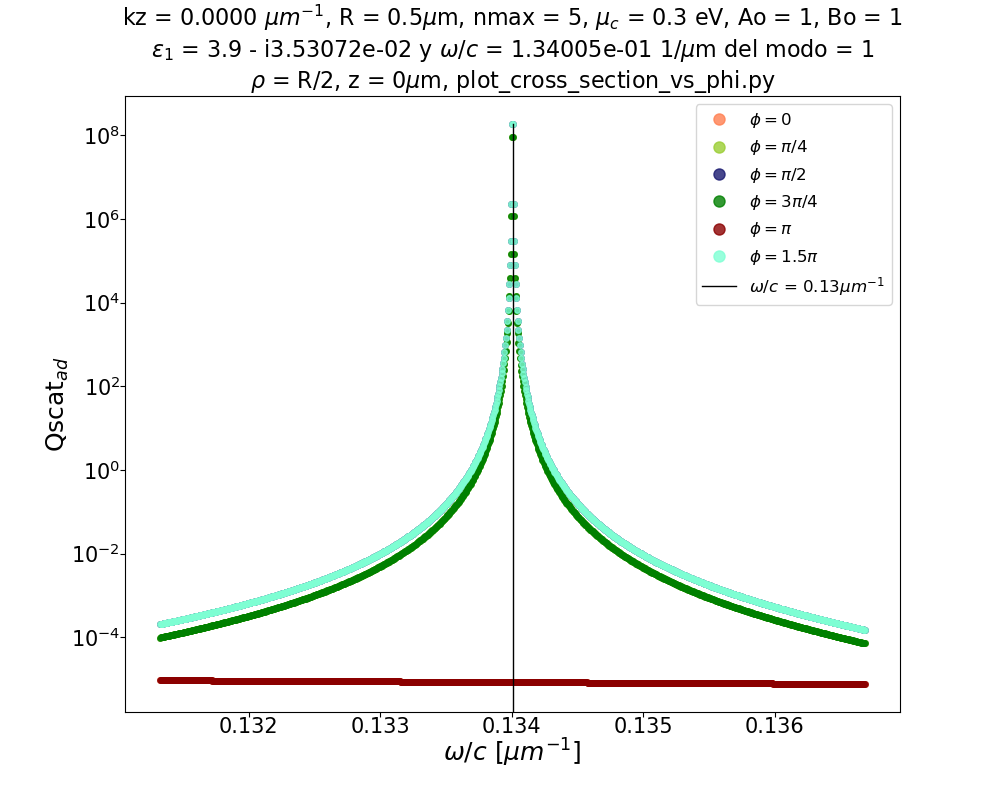 kz = 0.0000 μm⁻¹, R = 0.5μm, nmax = 5, μ_c = 0.3 eV, Ao = 1, Bo = 1
ε₁ = 3.9 - i3.53072e-02 y ω/c = 1.34005e-01 1/μm del modo = 1
ρ = R/2, z = 0μm, plot_cross_section_vs_phi.py
10⁸
10⁶
10⁴
10²
10⁰
10⁻²
10⁻⁴
Qscat_ad
ϕ = 0
ϕ = π/4
ϕ = π/2
ϕ = 3π/4
ϕ = π
ϕ = 1.5π
ω/c = 0.13μm⁻¹
0.132 0.133 0.134 0.135 0.136
ω/c [μm⁻¹]